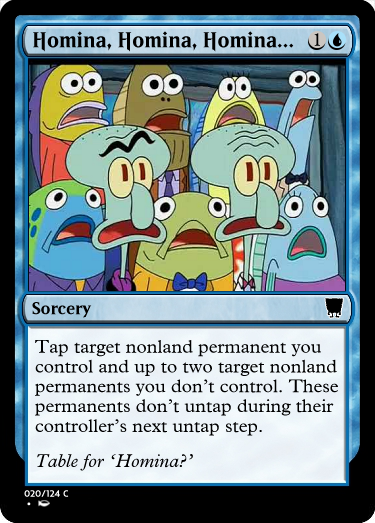 Homina, Homina, Homina... 1
Sorcery
Tap target nonland permanent you
control and up to two target nonland
permanents you don't control. These
permanents don't untap during their
controller's next untap step.
Table for 'Homina?'
020/124 C